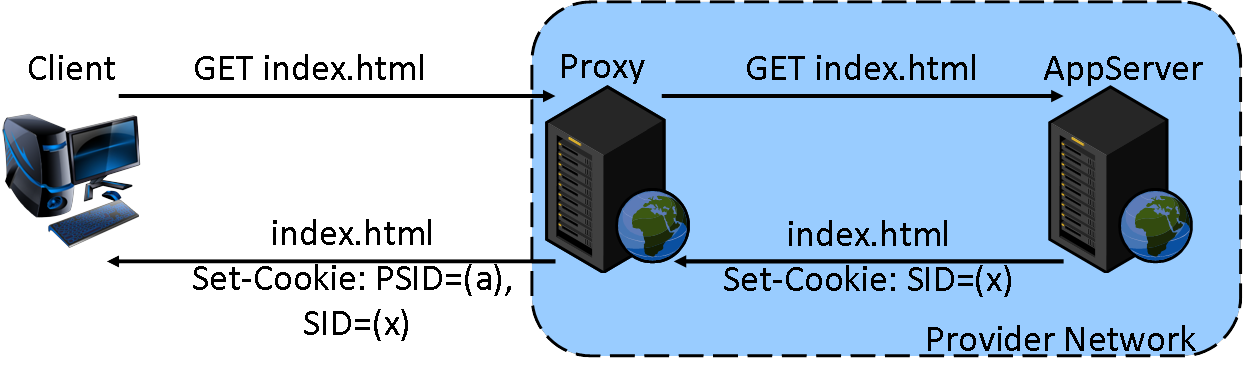 Client
GET index.html
Proxy
GET index.html
AppServer
index.html
Set-Cookie: PSID=(a),
SID=(x)
index.html
Set-Cookie: SID=(x)
Provider Network